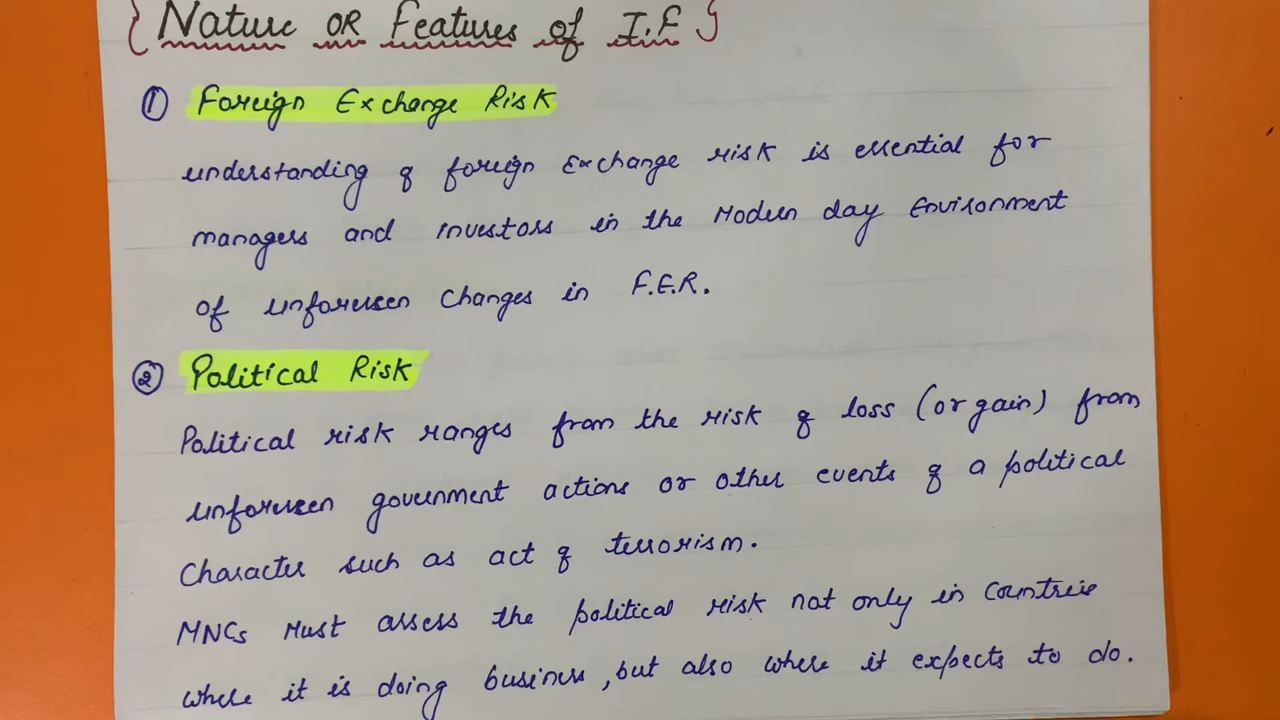 { Nature OR Features of I.F }
① Foreign Exchange Risk
understanding of foreign Exchange risk is essential for
managers and investors in the Modern day Environment
of unforeseen Changes in F.E.R.
② Political Risk
Political risk ranges from the risk of loss (or gain) from
unforeseen government actions or other events of a political
Character such as act of terrorism.
MNCs Must assess the political risk not only in Countries
where it is doing business, but also where it expects to do.